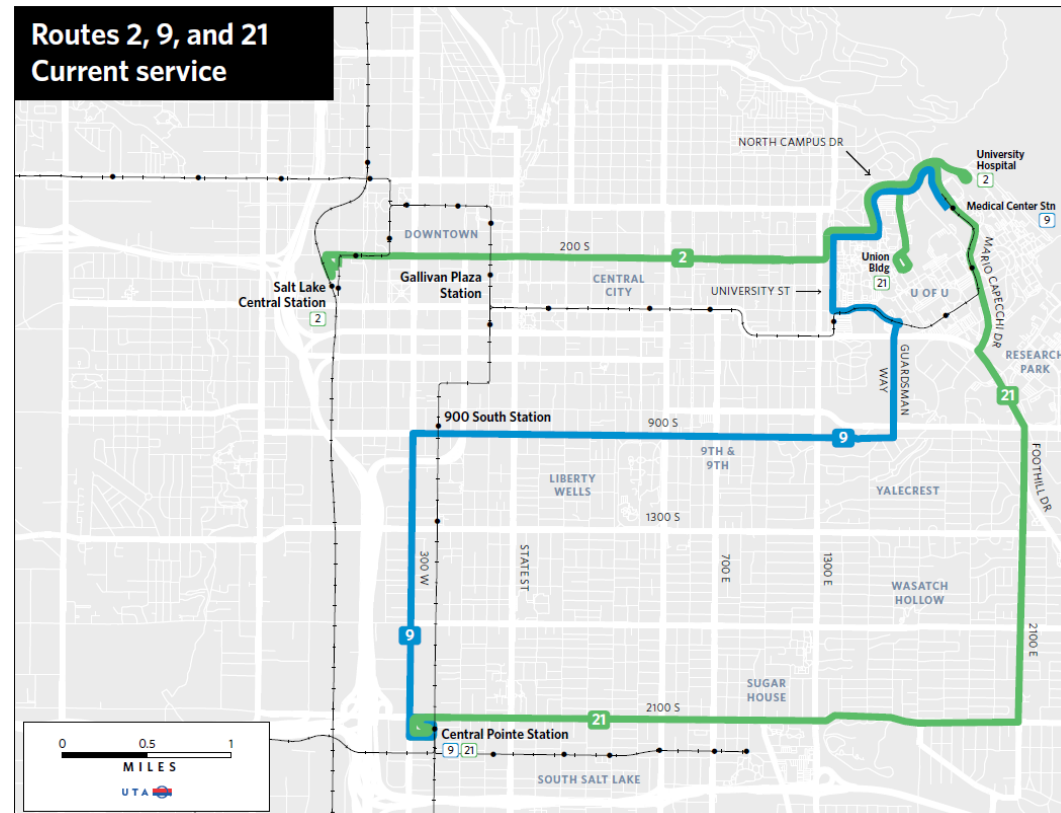 Routes 2, 9, and 21
Current service
NORTH CAMPUS DR
University
Hospital
2
Medical Center Stn
9
DOWNTOWN
200 S
2
Gallivan Plaza
Station
CENTRAL
CITY
UNIVERSITY ST
Union
Bldg
21
U OF U
MARIO CAPECCHI DR
Salt Lake
Central Station
2
GUARDSMAN
WAY
RESEARCH
PARK
21
900 South Station
900 S
9
9TH &
9TH
FOOTHILL DR
LIBERTY
WELLS
YALECREST
1300 S
300 W
STATE ST
700 E
1300 E
WASATCH
HOLLOW
9
2100 E
SUGAR
HOUSE
21
2100 S
Central Pointe Station
9 21
SOUTH SALT LAKE
0 0.5 1
MILES
UTA